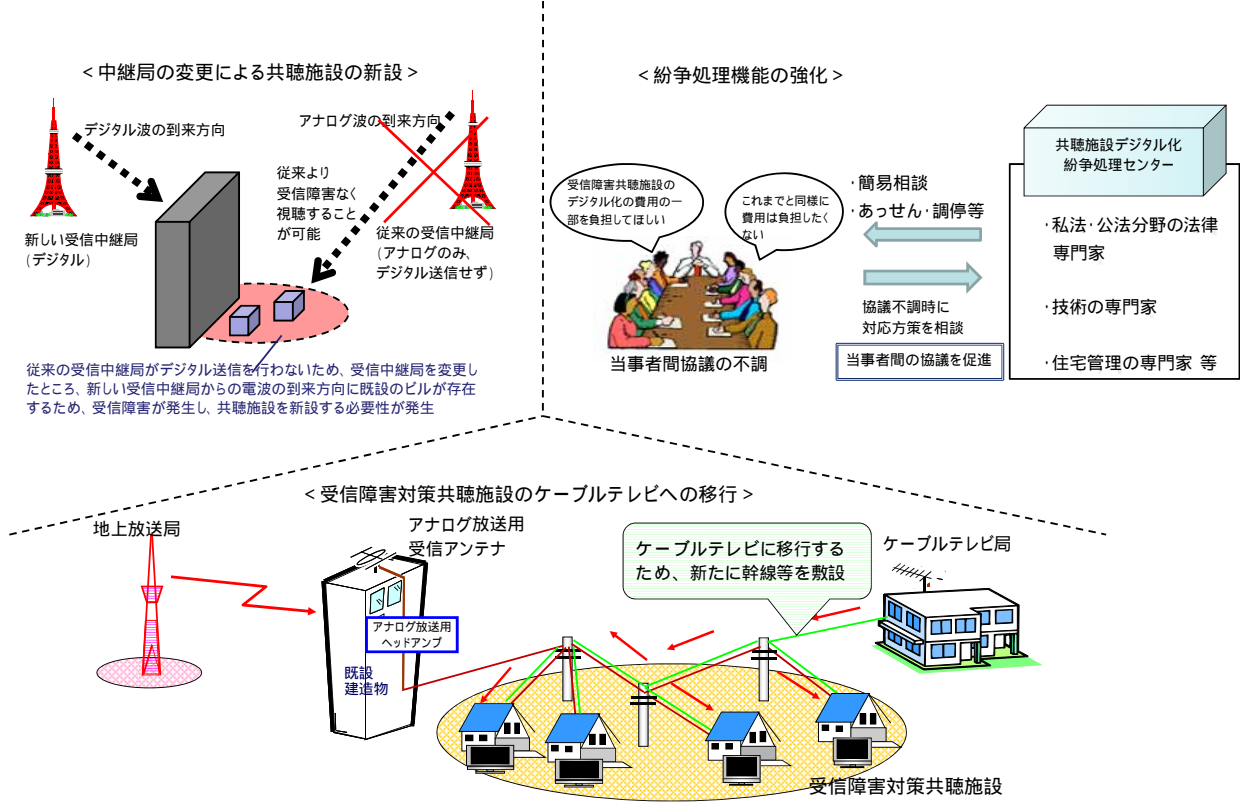 ＜中継局の変更による共聴施設の新設＞
デジタル波の到来方向
アナログ波の到来方向
従来より
受信障害なく
視聴すること
が可能
新しい受信中継局
(デジタル)
従来の受信中継局
(アナログのみ、
デジタル送信せず)
従来の受信中継局がデジタル送信を行わないため、受信中継局を変更し
たところ、新しい受信中継局からの電波の到来方向に既設のビルが存在
するため、受信障害が発生し、共聴施設を新設する必要性が発生
＜紛争処理機能の強化＞
受信障害共聴施設の
デジタル化の費用の一
部を負担してほしい
これまでと同様に
費用は負担したく
ない
当事者間協議の不調
・簡易相談
・あっせん・調停等
協議不調時に
対応方策を相談
当事者間の協議を促進
共聴施設デジタル化
紛争処理センター
・私法・公法分野の法律
専門家
・技術の専門家
・住宅管理の専門家 等
＜受信障害対策共聴施設のケーブルテレビへの移行＞
地上放送局
アナログ放送用
受信アンテナ
アナログ放送用
ヘッドアンプ
既設
建造物
ケーブルテレビに移行する
ため、新たに幹線等を敷設
ケーブルテレビ局
受信障害対策共聴施設